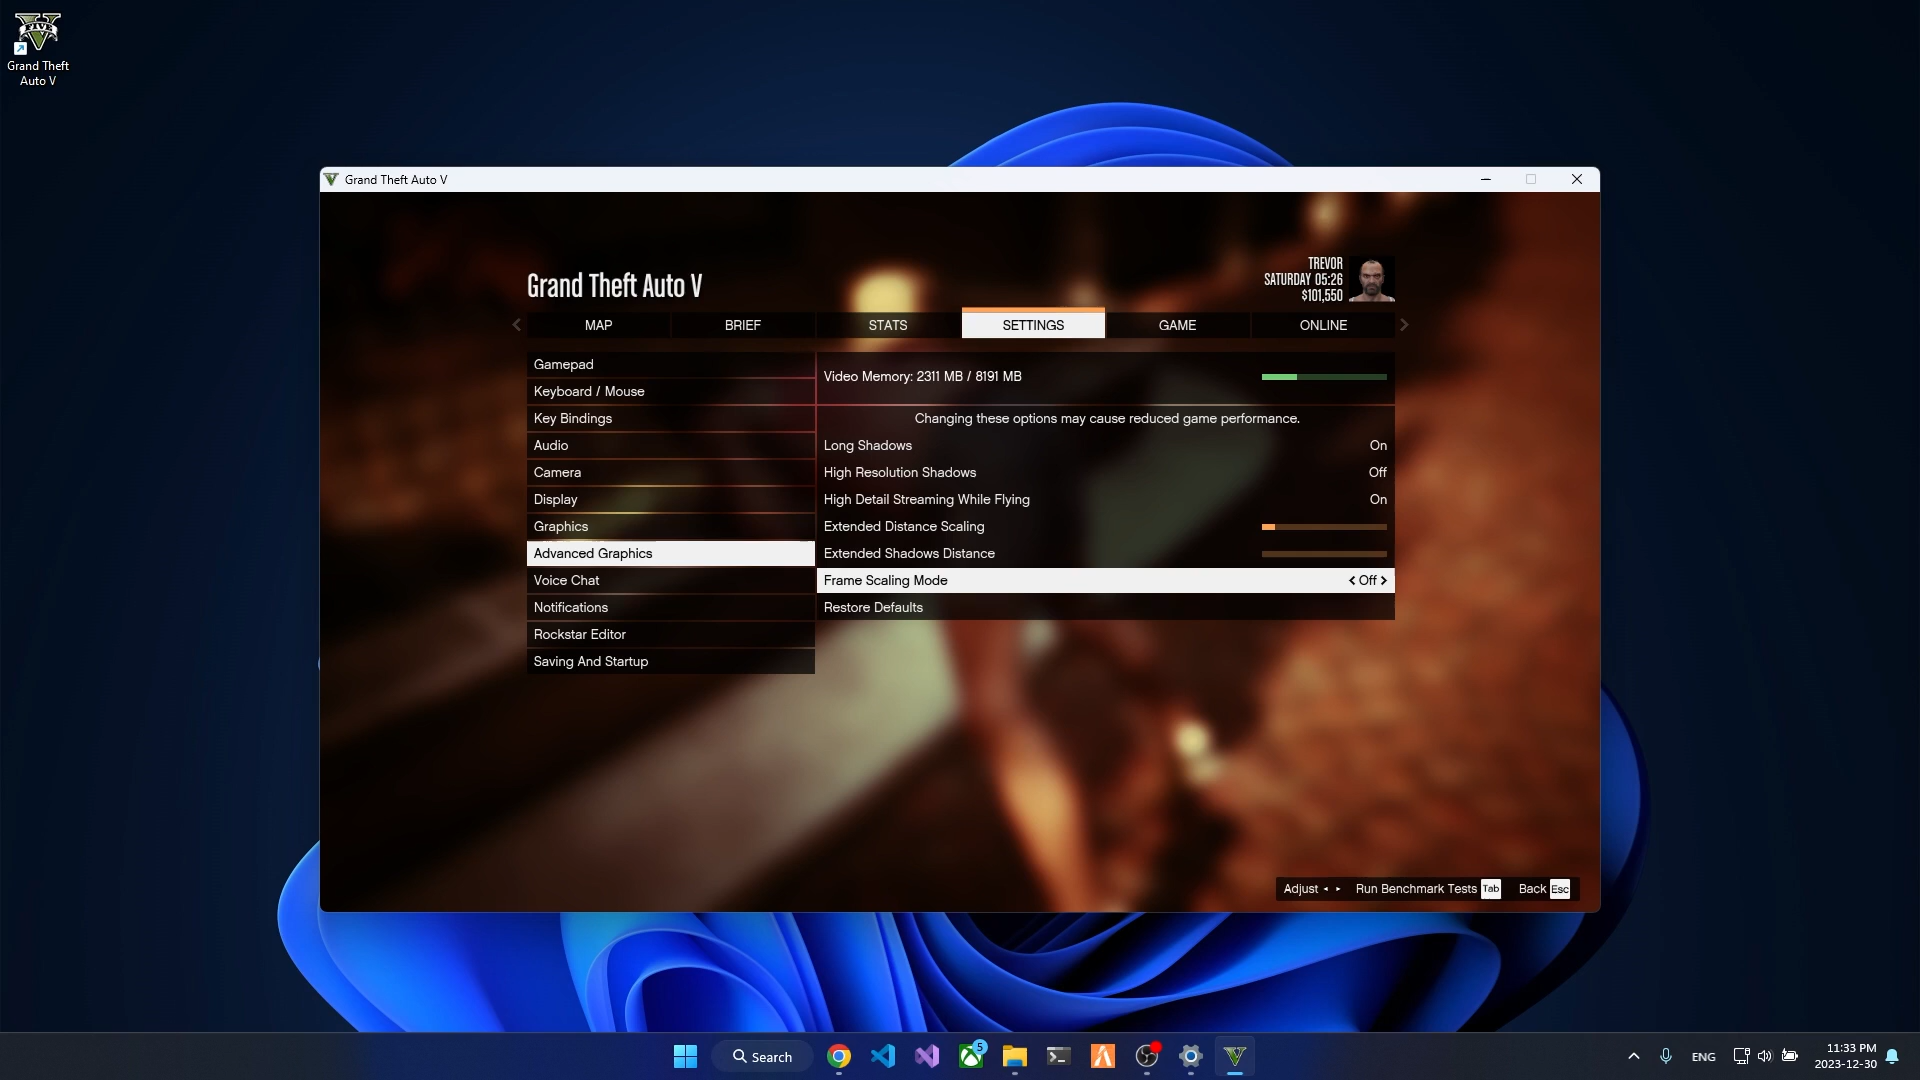 Grand Theft
Auto V
Grand Theft Auto V
Grand Theft Auto V
TREVOR
SATURDAY 05:26
$101,550
MAP
BRIEF
STATS
SETTINGS
GAME
ONLINE
Gamepad
Keyboard / Mouse
Key Bindings
Audio
Camera
Display
Graphics
Advanced Graphics
Voice Chat
Notifications
Rockstar Editor
Saving And Startup
Video Memory: 2311 MB / 8191 MB
Changing these options may cause reduced game performance.
Long Shadows On
High Resolution Shadows Off
High Detail Streaming While Flying On
Extended Distance Scaling
Extended Shadows Distance
Frame Scaling Mode < Off >
Restore Defaults
Adjust Run Benchmark Tests Tab Back Esc
Search
5
ENG
11:33 PM
2023-12-30